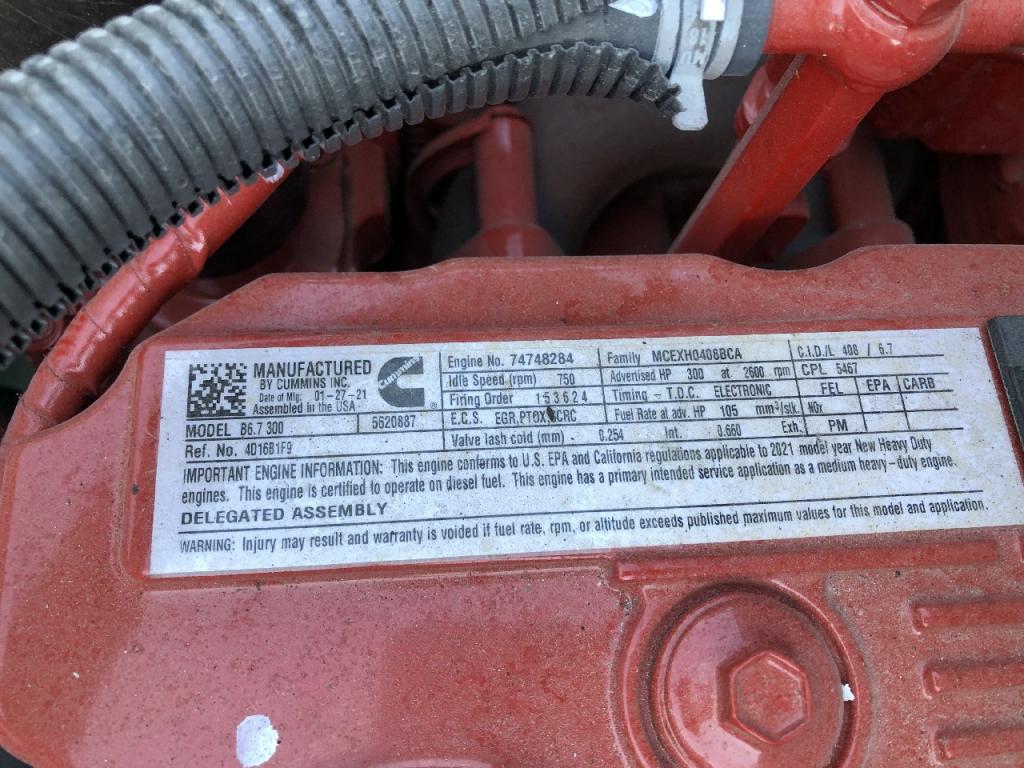 MANUFACTURED
BY CUMMINS INC.
Date of Mfg. 01-27-21
Assembled in the USA
Cummins
®
MODEL B6.7 300
5620887
Ref. No. 4D16B1F9
Engine No. 74748284
Idle Speed (rpm) 750
Firing Order 153624
E.C.S. EGR,PTOX,SCRC
Valve lash cold (mm) 0.254 Int. 0.660 Exh.
Family MCEXH0408BCA
Advertised HP 300 at 2600 rpm
Timing - T.D.C. ELECTRONIC
Fuel Rate at adv. HP 105 mm³/stk.
C.I.D./L 408 / 6.7
CPL 5467
FEL EPA CARB
NOx
PM
IMPORTANT ENGINE INFORMATION: This engine conforms to U.S. EPA and California regulations applicable to 2021 model year New Heavy Duty
engines. This engine is certified to operate on diesel fuel. This engine has a primary intended service application as a medium heavy-duty engine.
DELEGATED ASSEMBLY
WARNING: Injury may result and warranty is voided if fuel rate, rpm, or altitude exceeds published maximum values for this model and application.